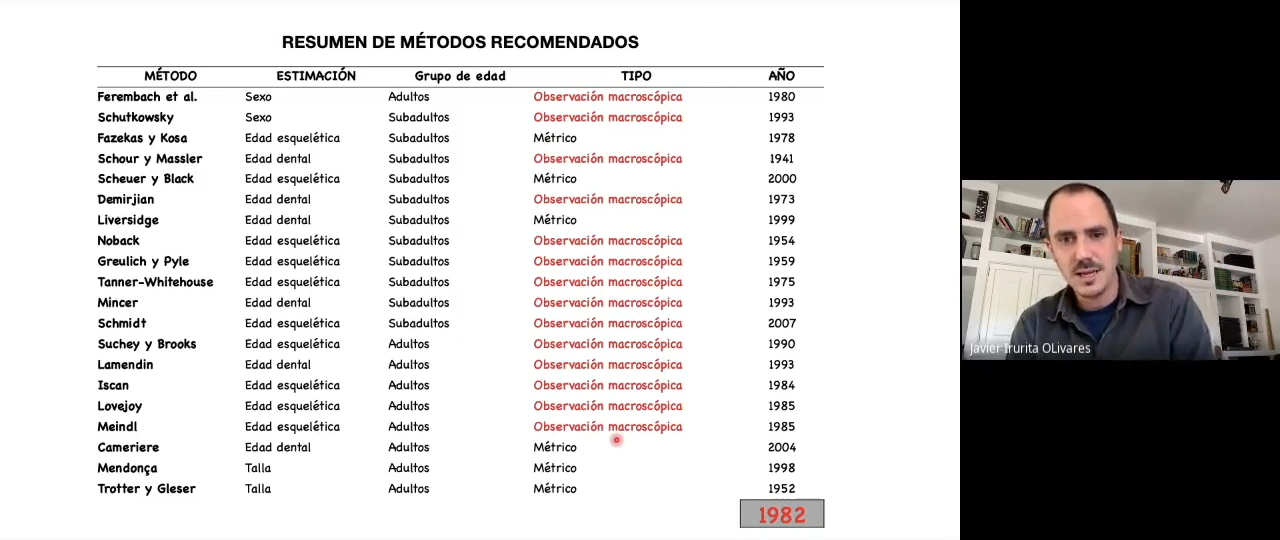 RESUMEN DE MÉTODOS RECOMENDADOS
MÉTODO ESTIMACIÓN Grupo de edad TIPO AÑO
Ferembach et al. Sexo Adultos Observación macroscópica 1980
Schutkowsky Sexo Subadultos Observación macroscópica 1993
Fazekas y Kosa Edad esquelética Subadultos Métrico 1978
Schour y Massler Edad dental Subadultos Observación macroscópica 1941
Scheuer y Black Edad esquelética Subadultos Métrico 2000
Demirjian Edad dental Subadultos Observación macroscópica 1973
Liversidge Edad dental Subadultos Métrico 1999
Noback Edad esquelética Subadultos Observación macroscópica 1954
Greulich y Pyle Edad esquelética Subadultos Observación macroscópica 1959
Tanner-Whitehouse Edad esquelética Subadultos Observación macroscópica 1975
Mincer Edad dental Subadultos Observación macroscópica 1993
Schmidt Edad esquelética Subadultos Observación macroscópica 2007
Suchey y Brooks Edad esquelética Adultos Observación macroscópica 1990
Lamendin Edad dental Adultos Observación macroscópica 1993
Iscan Edad esquelética Adultos Observación macroscópica 1984
Lovejoy Edad esquelética Adultos Observación macroscópica 1985
Meindl Edad esquelética Adultos Observación macroscópica 1985
Cameriere Edad dental Adultos Métrico 2004
Mendonça Talla Adultos Métrico 1998
Trotter y Gleser Talla Adultos Métrico 1952
1982
Javier Irurita OLivares